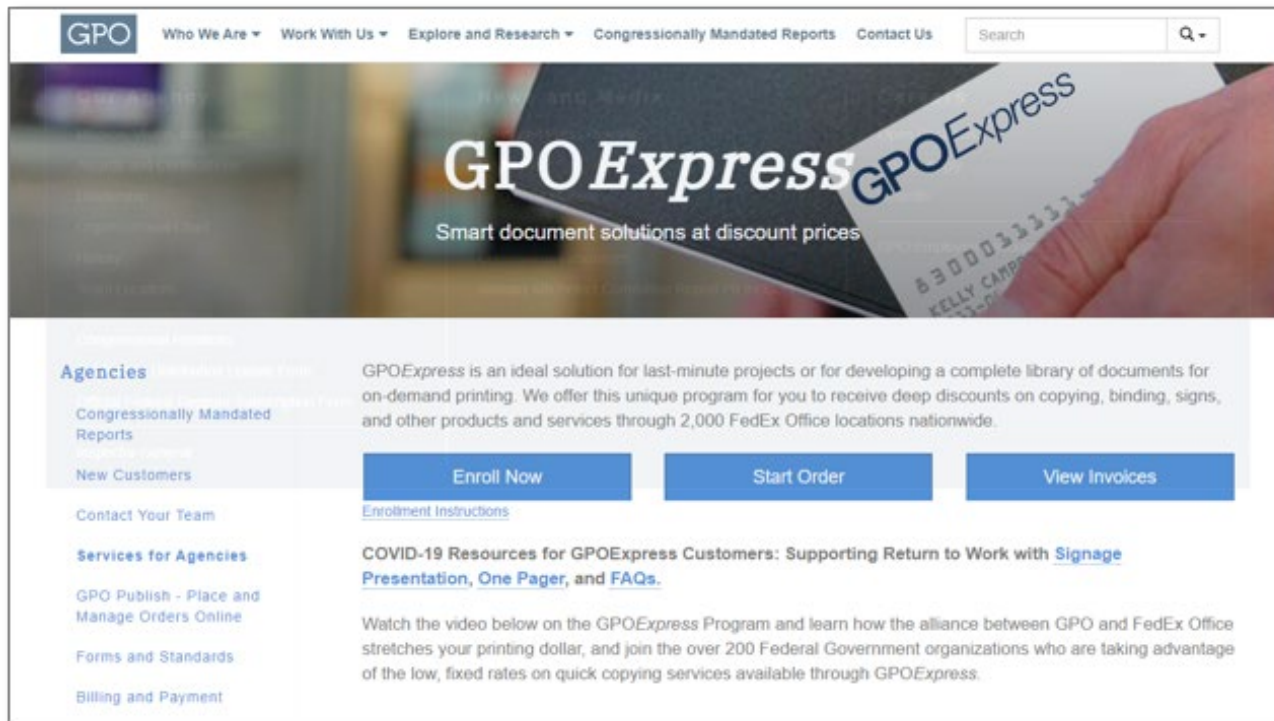 GPO Who We Are Work With Us Explore and Research Congressionally Mandated Reports Contact Us Search
GPOExpress
Smart document solutions at discount prices
GPOExpress
KELLY
Agencies
Congressionally Mandated
Reports
New Customers
Contact Your Team
Services for Agencies
GPO Publish - Place and
Manage Orders Online
Forms and Standards
Billing and Payment
GPOExpress is an ideal solution for last-minute projects or for developing a complete library of documents for
on-demand printing. We offer this unique program for you to receive deep discounts on copying, binding, signs,
and other products and services through 2,000 FedEx Office locations nationwide.
Enroll Now Start Order View Invoices
Enrollment Instructions
COVID-19 Resources for GPOExpress Customers: Supporting Return to Work with Signage
Presentation, One Pager, and FAQs.
Watch the video below on the GPOExpress Program and learn how the alliance between GPO and FedEx Office
stretches your printing dollar, and join the over 200 Federal Government organizations who are taking advantage
of the low, fixed rates on quick copying services available through GPOExpress.